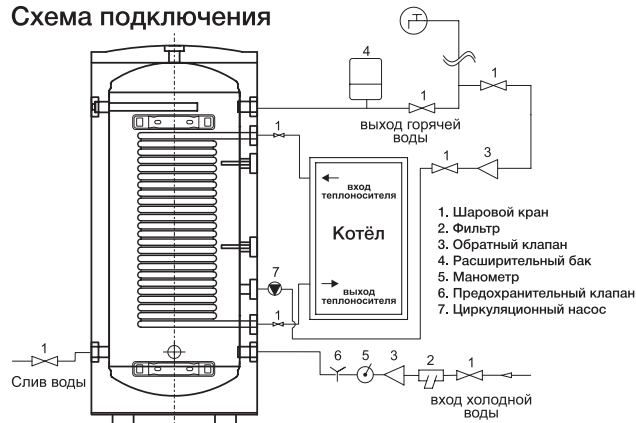 Схема подключения
4
1
1
выход горячей
воды
1
3
1
вход
теплоносителя
Котёл
выход
теплоносителя
7
1
1. Шаровой кран
2. Фильтр
3. Обратный клапан
4. Расширительный бак
5. Манометр
6. Предохранительный клапан
7. Циркуляционный насос
1
Слив воды
6
5
3
2
1
вход холодной
воды